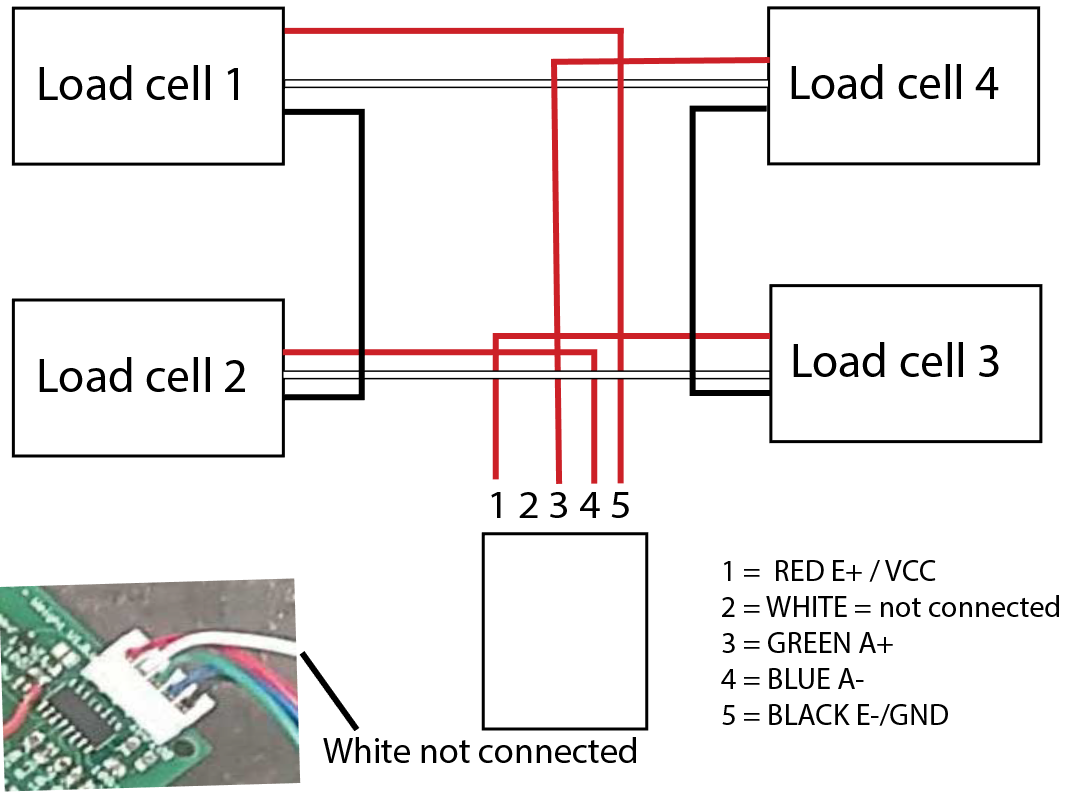 Load cell 1
Load cell 4
Load cell 2
Load cell 3
1 2 3 4 5
1 = RED E+ / VCC
2 = WHITE = not connected
3 = GREEN A+
4 = BLUE A-
5 = BLACK E-/GND
White not connected